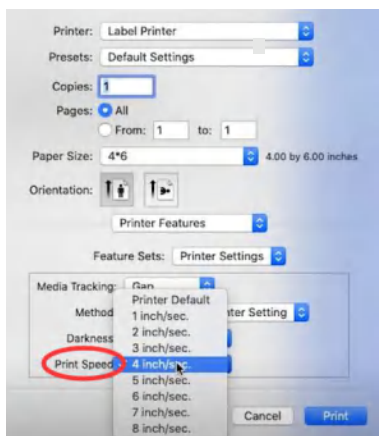 Printer: Label Printer
Presets: Default Settings
Copies: 1
Pages: All
From: 1 to: 1
Paper Size: 4*6 4.00 by 6.00 inches
Orientation:
Printer Features
Feature Sets: Printer Settings
Media Tracking: Gap
Printer Default
Method
1 inch/sec.
2 inch/sec.
Darkness
3 inch/sec.
Print Speed 4 inch/sec.
5 inch/sec.
6 inch/sec.
7 inch/sec.
Cancel Print
8 inch/sec.